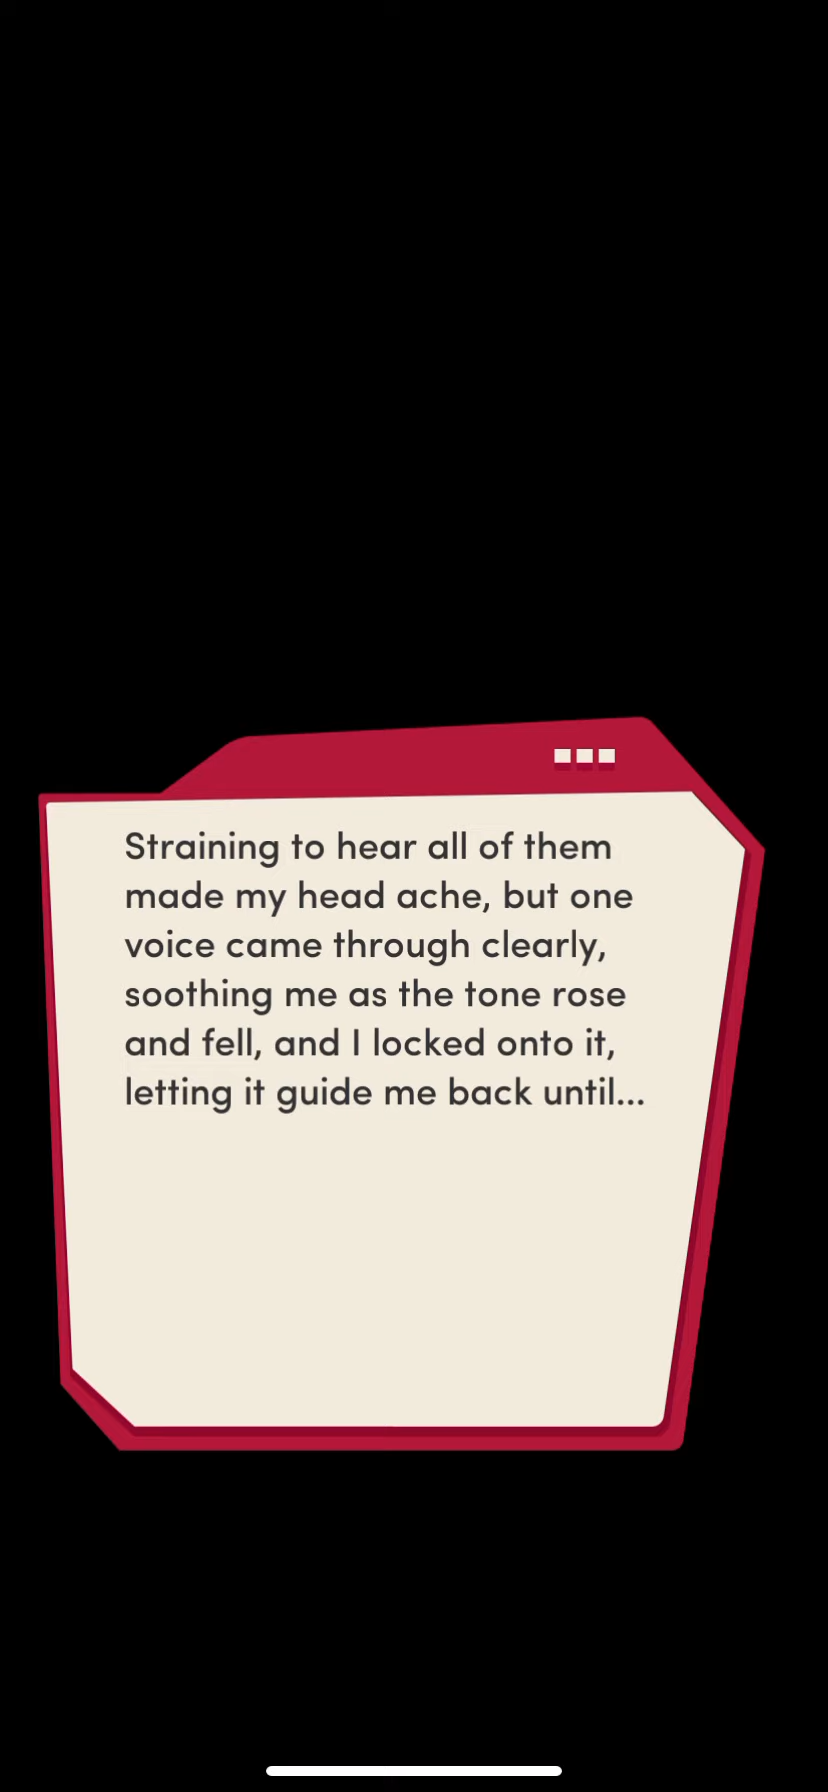 Straining to hear all of them
made my head ache, but one
voice came through clearly,
soothing me as the tone rose
and fell, and I locked onto it,
letting it guide me back until...